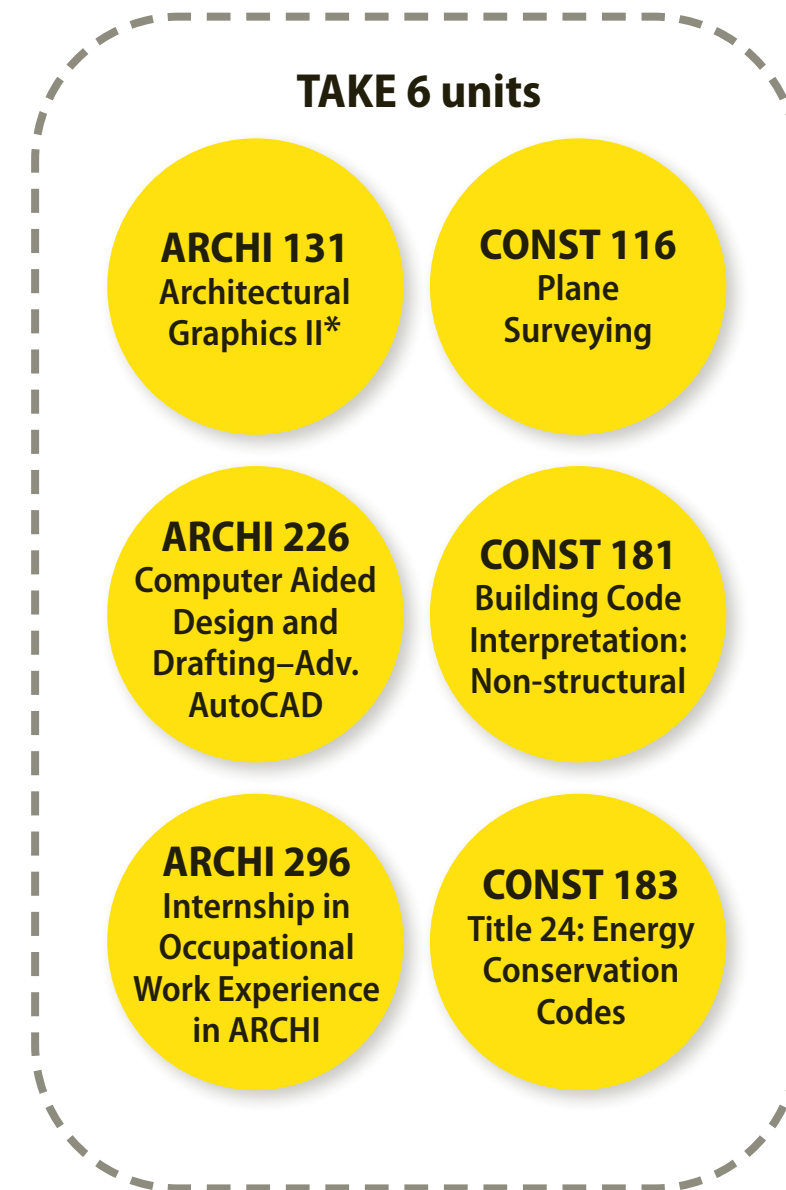 TAKE 6 units
ARCHI 131
Architectural
Graphics II*
CONST 116
Plane
Surveying
ARCHI 226
Computer Aided
Design and
Drafting–Adv.
AutoCAD
CONST 181
Building Code
Interpretation:
Non-structural
ARCHI 296
Internship in
Occupational
Work Experience
in ARCHI
CONST 183
Title 24: Energy
Conservation
Codes